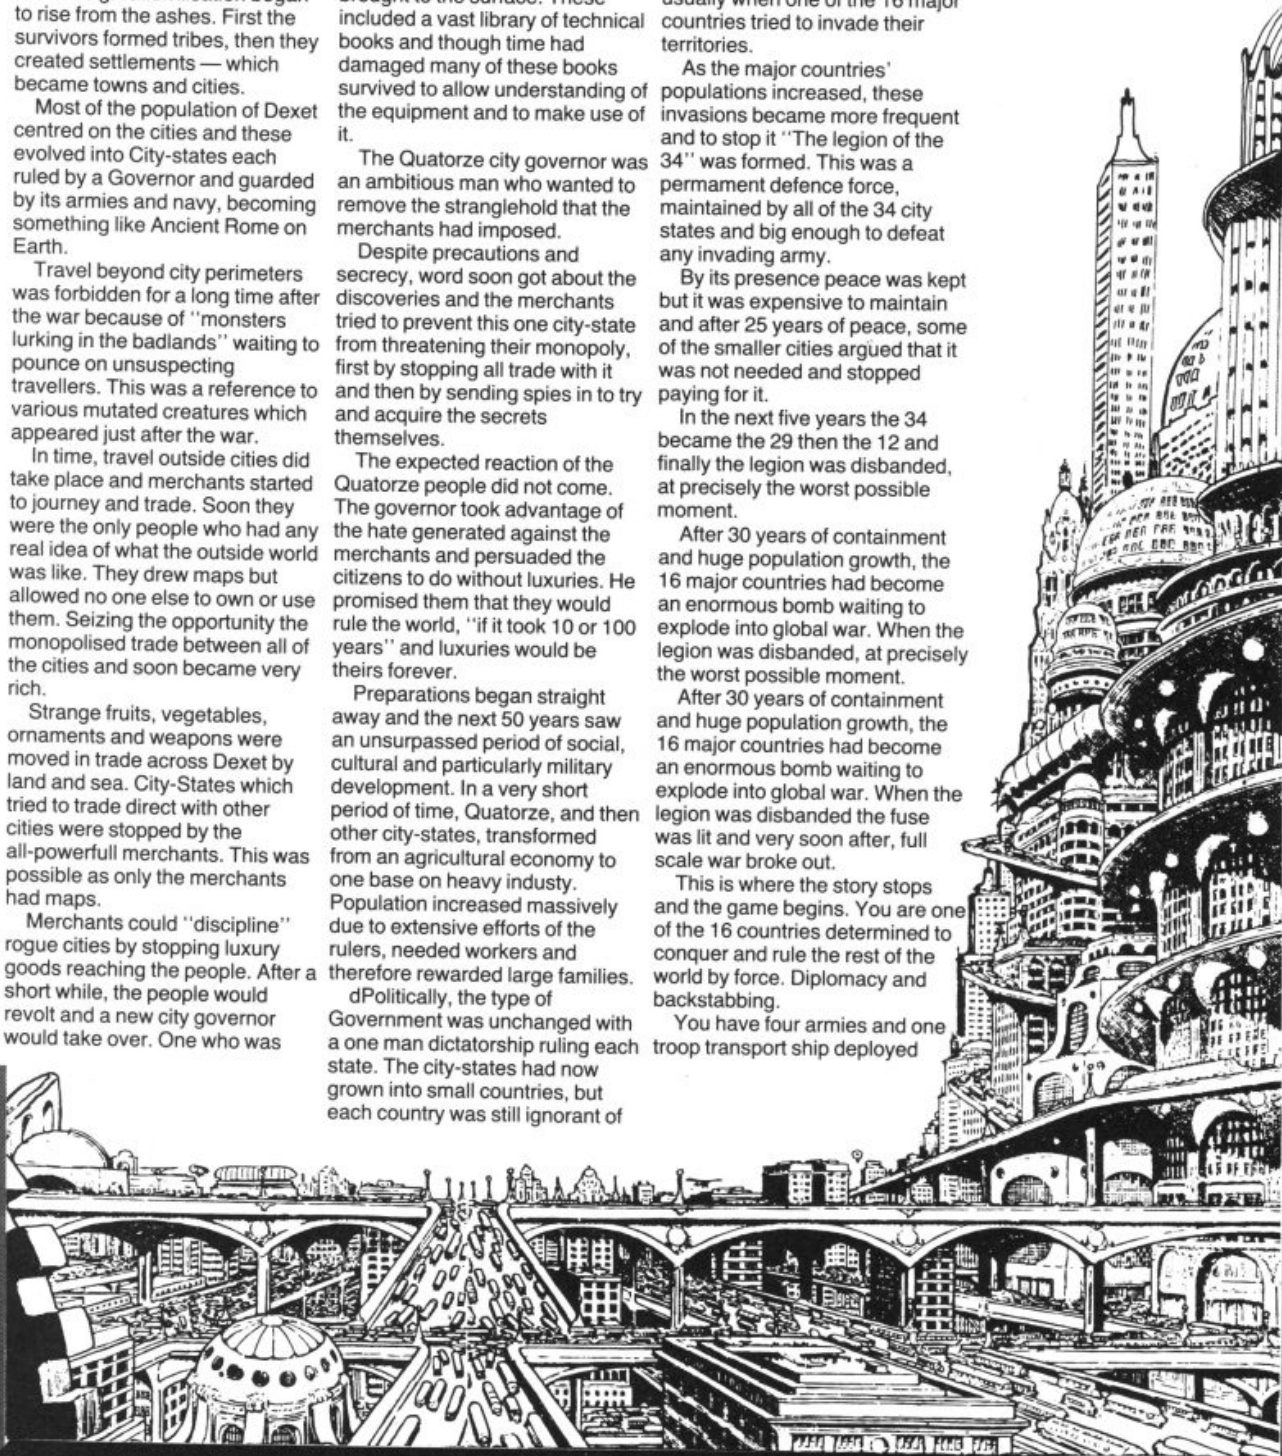 to rise from the ashes. First the
survivors formed tribes, then they
created settlements — which
became towns and cities.
Most of the population of Dexet
centred on the cities and these
evolved into City-states each
ruled by a Governor and guarded
by its armies and navy, becoming
something like Ancient Rome on
Earth.
Travel beyond city perimeters
was forbidden for a long time after
the war because of "monsters
lurking in the badlands" waiting to
pounce on unsuspecting
travellers. This was a reference to
various mutated creatures which
appeared just after the war.
In time, travel outside cities did
take place and merchants started
to journey and trade. Soon they
were the only people who had any
real idea of what the outside world
was like. They drew maps but
allowed no one else to own or use
them. Seizing the opportunity the
monopolised trade between all of
the cities and soon became very
rich.
Strange fruits, vegetables,
ornaments and weapons were
moved in trade across Dexet by
land and sea. City-States which
tried to trade direct with other
cities were stopped by the
all-powerfull merchants. This was
possible as only the merchants
had maps.
Merchants could "discipline"
rogue cities by stopping luxury
goods reaching the people. After a
short while, the people would
revolt and a new city governor
would take over. One who was
included a vast library of technical
books and though time had
damaged many of these books
survived to allow understanding of
the equipment and to make use of
it.
The Quatorze city governor was
an ambitious man who wanted to
remove the stranglehold that the
merchants had imposed.
Despite precautions and
secrecy, word soon got about the
discoveries and the merchants
tried to prevent this one city-state
from threatening their monopoly,
first by stopping all trade with it
and then by sending spies in to try
and acquire the secrets
themselves.
The expected reaction of the
Quatorze people did not come.
The governor took advantage of
the hate generated against the
merchants and persuaded the
citizens to do without luxuries. He
promised them that they would
rule the world, "if it took 10 or 100
years" and luxuries would be
theirs forever.
Preparations began straight
away and the next 50 years saw
an unsurpassed period of social,
cultural and particularly military
development. In a very short
period of time, Quatorze, and then
other city-states, transformed
from an agricultural economy to
one base on heavy industy.
Population increased massively
due to extensive efforts of the
rulers, needed workers and
therefore rewarded large families.
dPolitically, the type of
Government was unchanged with
a one man dictatorship ruling each
state. The city-states had now
grown into small countries, but
each country was still ignorant of
usually when one of the 16 major
countries tried to invade their
territories.
As the major countries'
populations increased, these
invasions became more frequent
and to stop it "The legion of the
34" was formed. This was a
permament defence force,
maintained by all of the 34 city
states and big enough to defeat
any invading army.
By its presence peace was kept
but it was expensive to maintain
and after 25 years of peace, some
of the smaller cities argued that it
was not needed and stopped
paying for it.
In the next five years the 34
became the 29 then the 12 and
finally the legion was disbanded,
at precisely the worst possible
moment.
After 30 years of containment
and huge population growth, the
16 major countries had become
an enormous bomb waiting to
explode into global war. When the
legion was disbanded, at precisely
the worst possible moment.
After 30 years of containment
and huge population growth, the
16 major countries had become
an enormous bomb waiting to
explode into global war. When the
legion was disbanded the fuse
was lit and very soon after, full
scale war broke out.
This is where the story stops
and the game begins. You are one
of the 16 countries determined to
conquer and rule the rest of the
world by force. Diplomacy and
backstabbing.
You have four armies and one
troop transport ship deployed